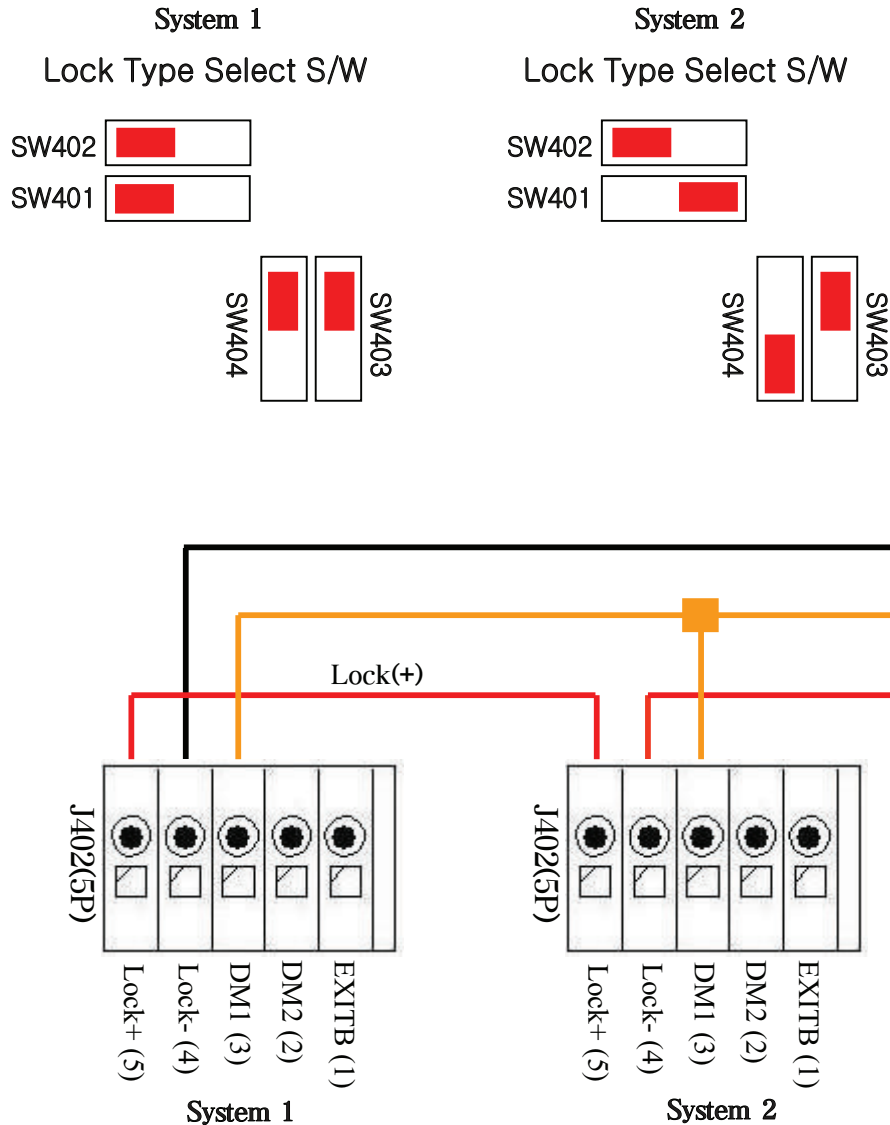 System 1
Lock Type Select S/W
SW402
SW401
SW404
SW403
System 2
Lock Type Select S/W
SW402
SW401
SW404
SW403
Lock(+)
J402(5P)
Lock+ (5)
Lock- (4)
DM1 (3)
DM2 (2)
EXITB (1)
System 1
J402(5P)
Lock+ (5)
Lock- (4)
DM1 (3)
DM2 (2)
EXITB (1)
System 2